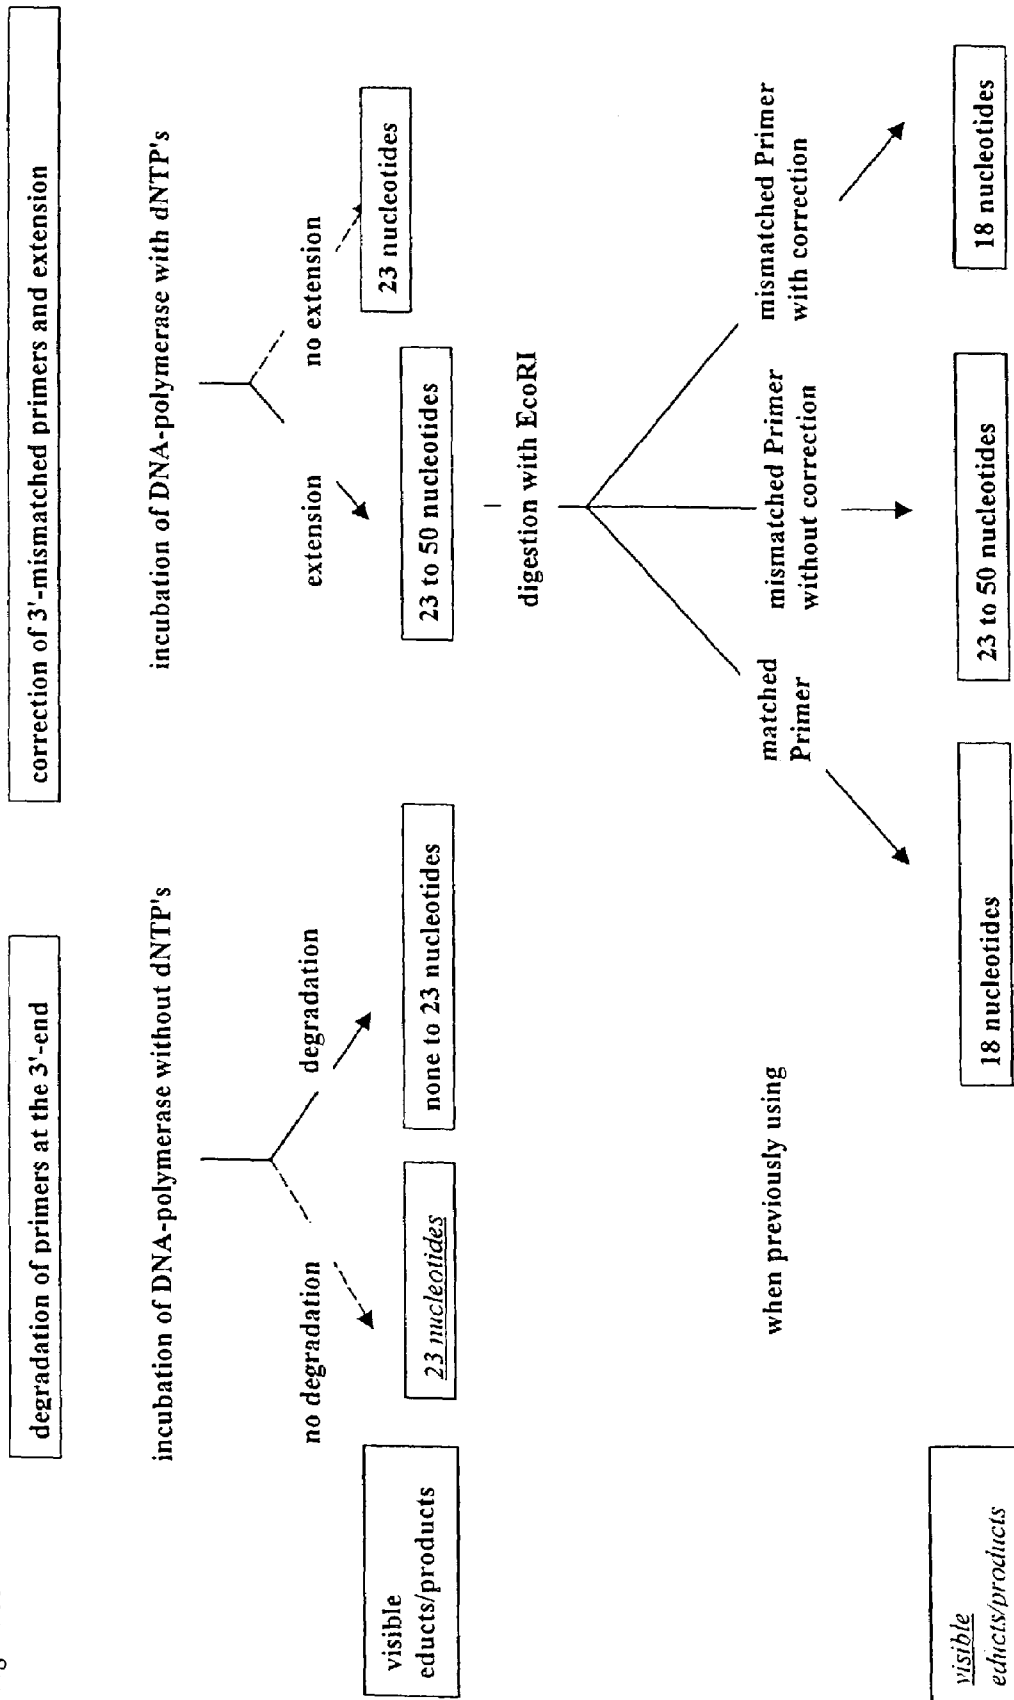 degradation of primers at the 3'-end
correction of 3'-mismatched primers and extension
incubation of DNA-polymerase without dNTP's
incubation of DNA-polymerase with dNTP's
no degradation
degradation
extension
no extension
visible
educts/products
23 nucleotides
none to 23 nucleotides
23 to 50 nucleotides
23 nucleotides
digestion with EcoRI
when previously using
matched
Primer
mismatched Primer
without correction
mismatched Primer
with correction
visible
educts/products
18 nucleotides
23 to 50 nucleotides
18 nucleotides